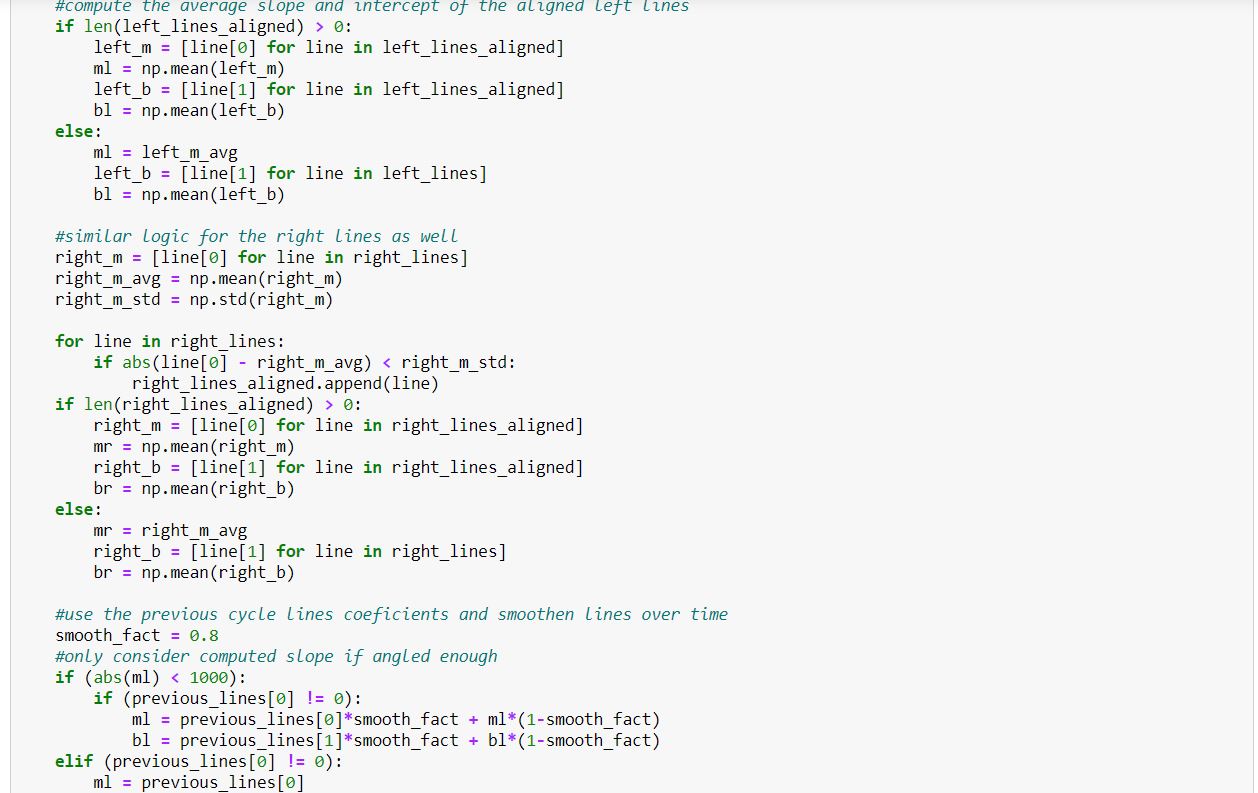 #compute the average slope and intercept of the aligned left lines
if len(left_lines_aligned) > 0:
    left_m = [line[0] for line in left_lines_aligned]
    ml = np.mean(left_m)
    left_b = [line[1] for line in left_lines_aligned]
    bl = np.mean(left_b)
else:
    ml = left_m_avg
    left_b = [line[1] for line in left_lines]
    bl = np.mean(left_b)

#similar logic for the right lines as well
right_m = [line[0] for line in right_lines]
right_m_avg = np.mean(right_m)
right_m_std = np.std(right_m)

for line in right_lines:
    if abs(line[0] - right_m_avg) < right_m_std:
        right_lines_aligned.append(line)
if len(right_lines_aligned) > 0:
    right_m = [line[0] for line in right_lines_aligned]
    mr = np.mean(right_m)
    right_b = [line[1] for line in right_lines_aligned]
    br = np.mean(right_b)
else:
    mr = right_m_avg
    right_b = [line[1] for line in right_lines]
    br = np.mean(right_b)

#use the previous cycle lines coeficients and smoothen lines over time
smooth_fact = 0.8
#only consider computed slope if angled enough
if (abs(ml) < 1000):
    if (previous_lines[0] != 0):
        ml = previous_lines[0]*smooth_fact + ml*(1-smooth_fact)
        bl = previous_lines[1]*smooth_fact + bl*(1-smooth_fact)
elif (previous_lines[0] != 0):
    ml = previous_lines[0]